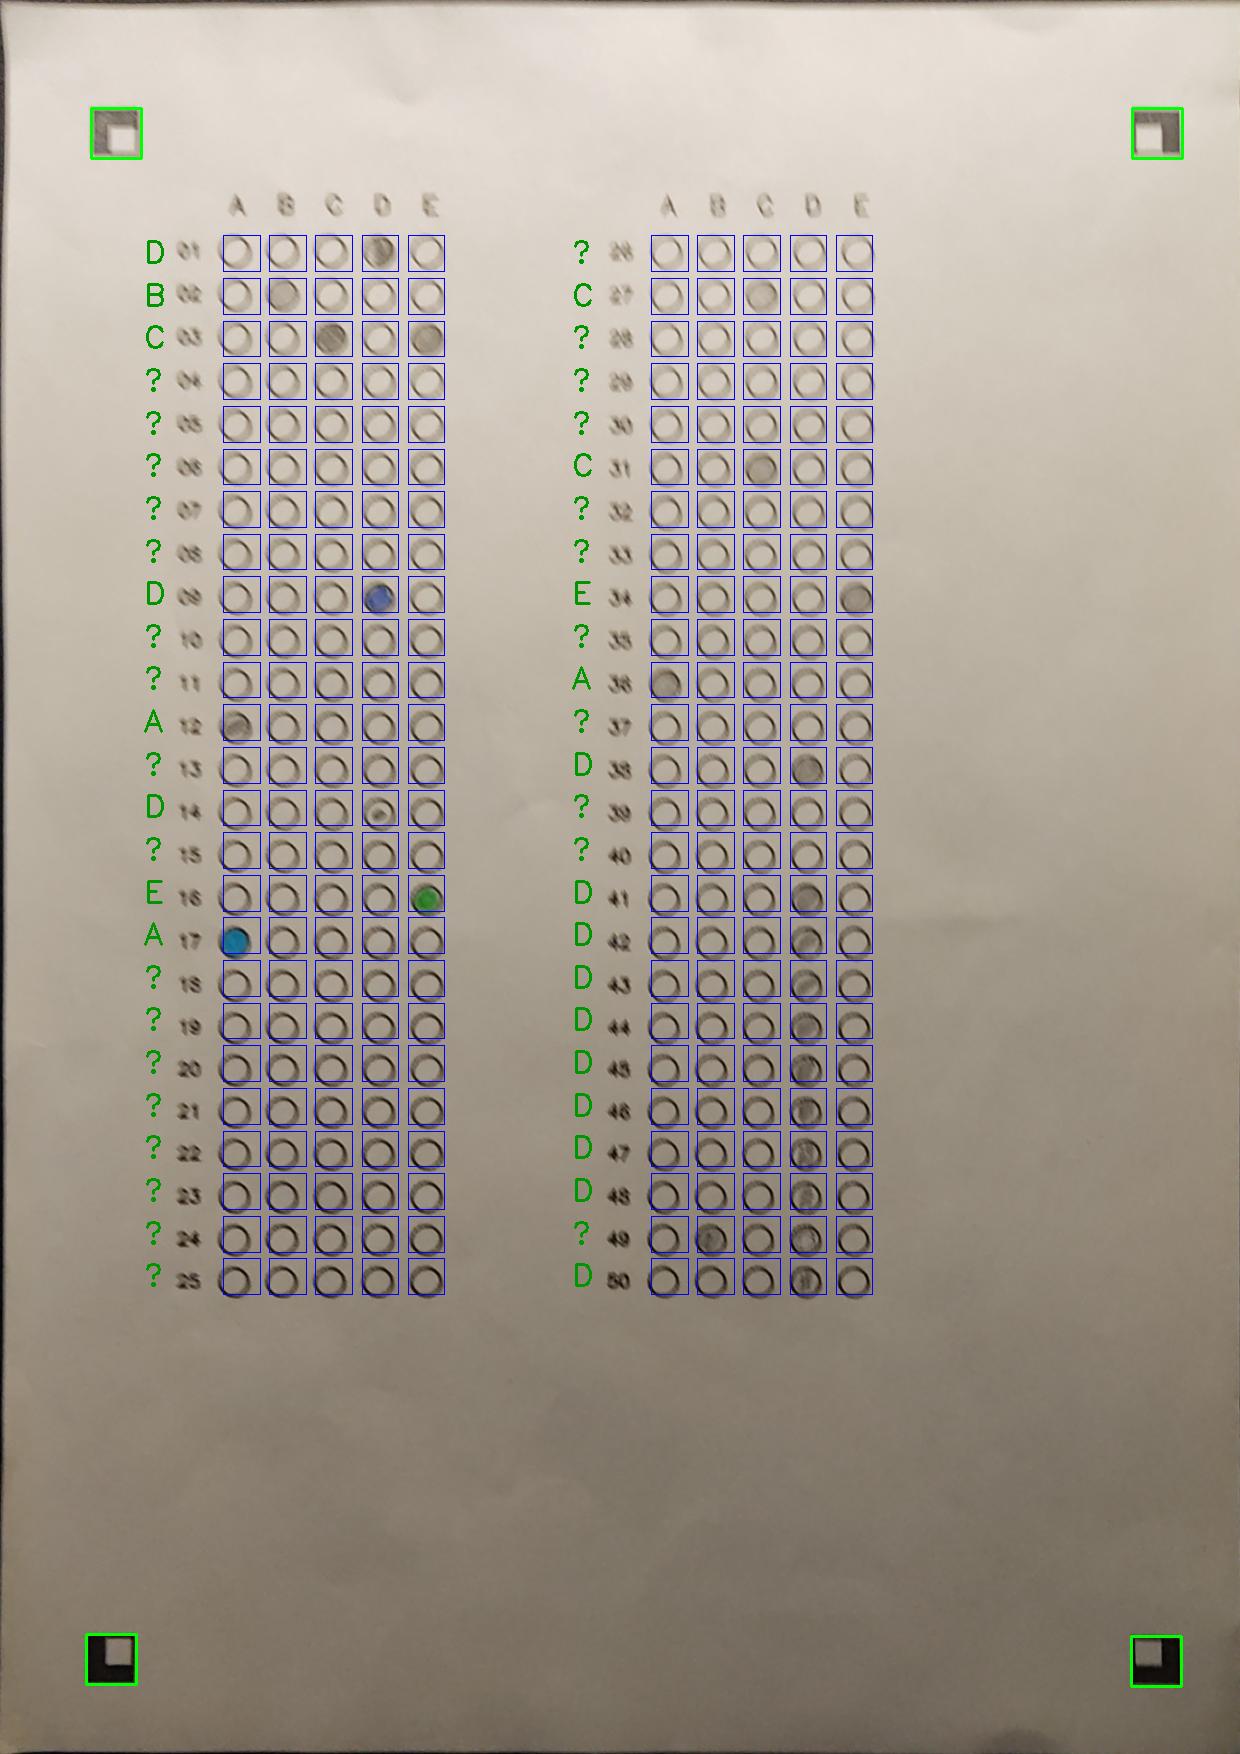 A B C D E
D 01
B 02
C 03
? 04
? 05
? 06
? 07
? 08
D 09
? 10
? 11
A 12
? 13
D 14
? 15
E 16
A 17
? 18
? 19
? 20
? 21
? 22
? 23
? 24
? 25
A B C D E
? 26
C 27
? 28
? 29
? 30
C 31
? 32
? 33
E 34
? 35
A 36
? 37
D 38
? 39
? 40
D 41
D 42
D 43
D 44
D 45
D 46
D 47
D 48
? 49
D 50